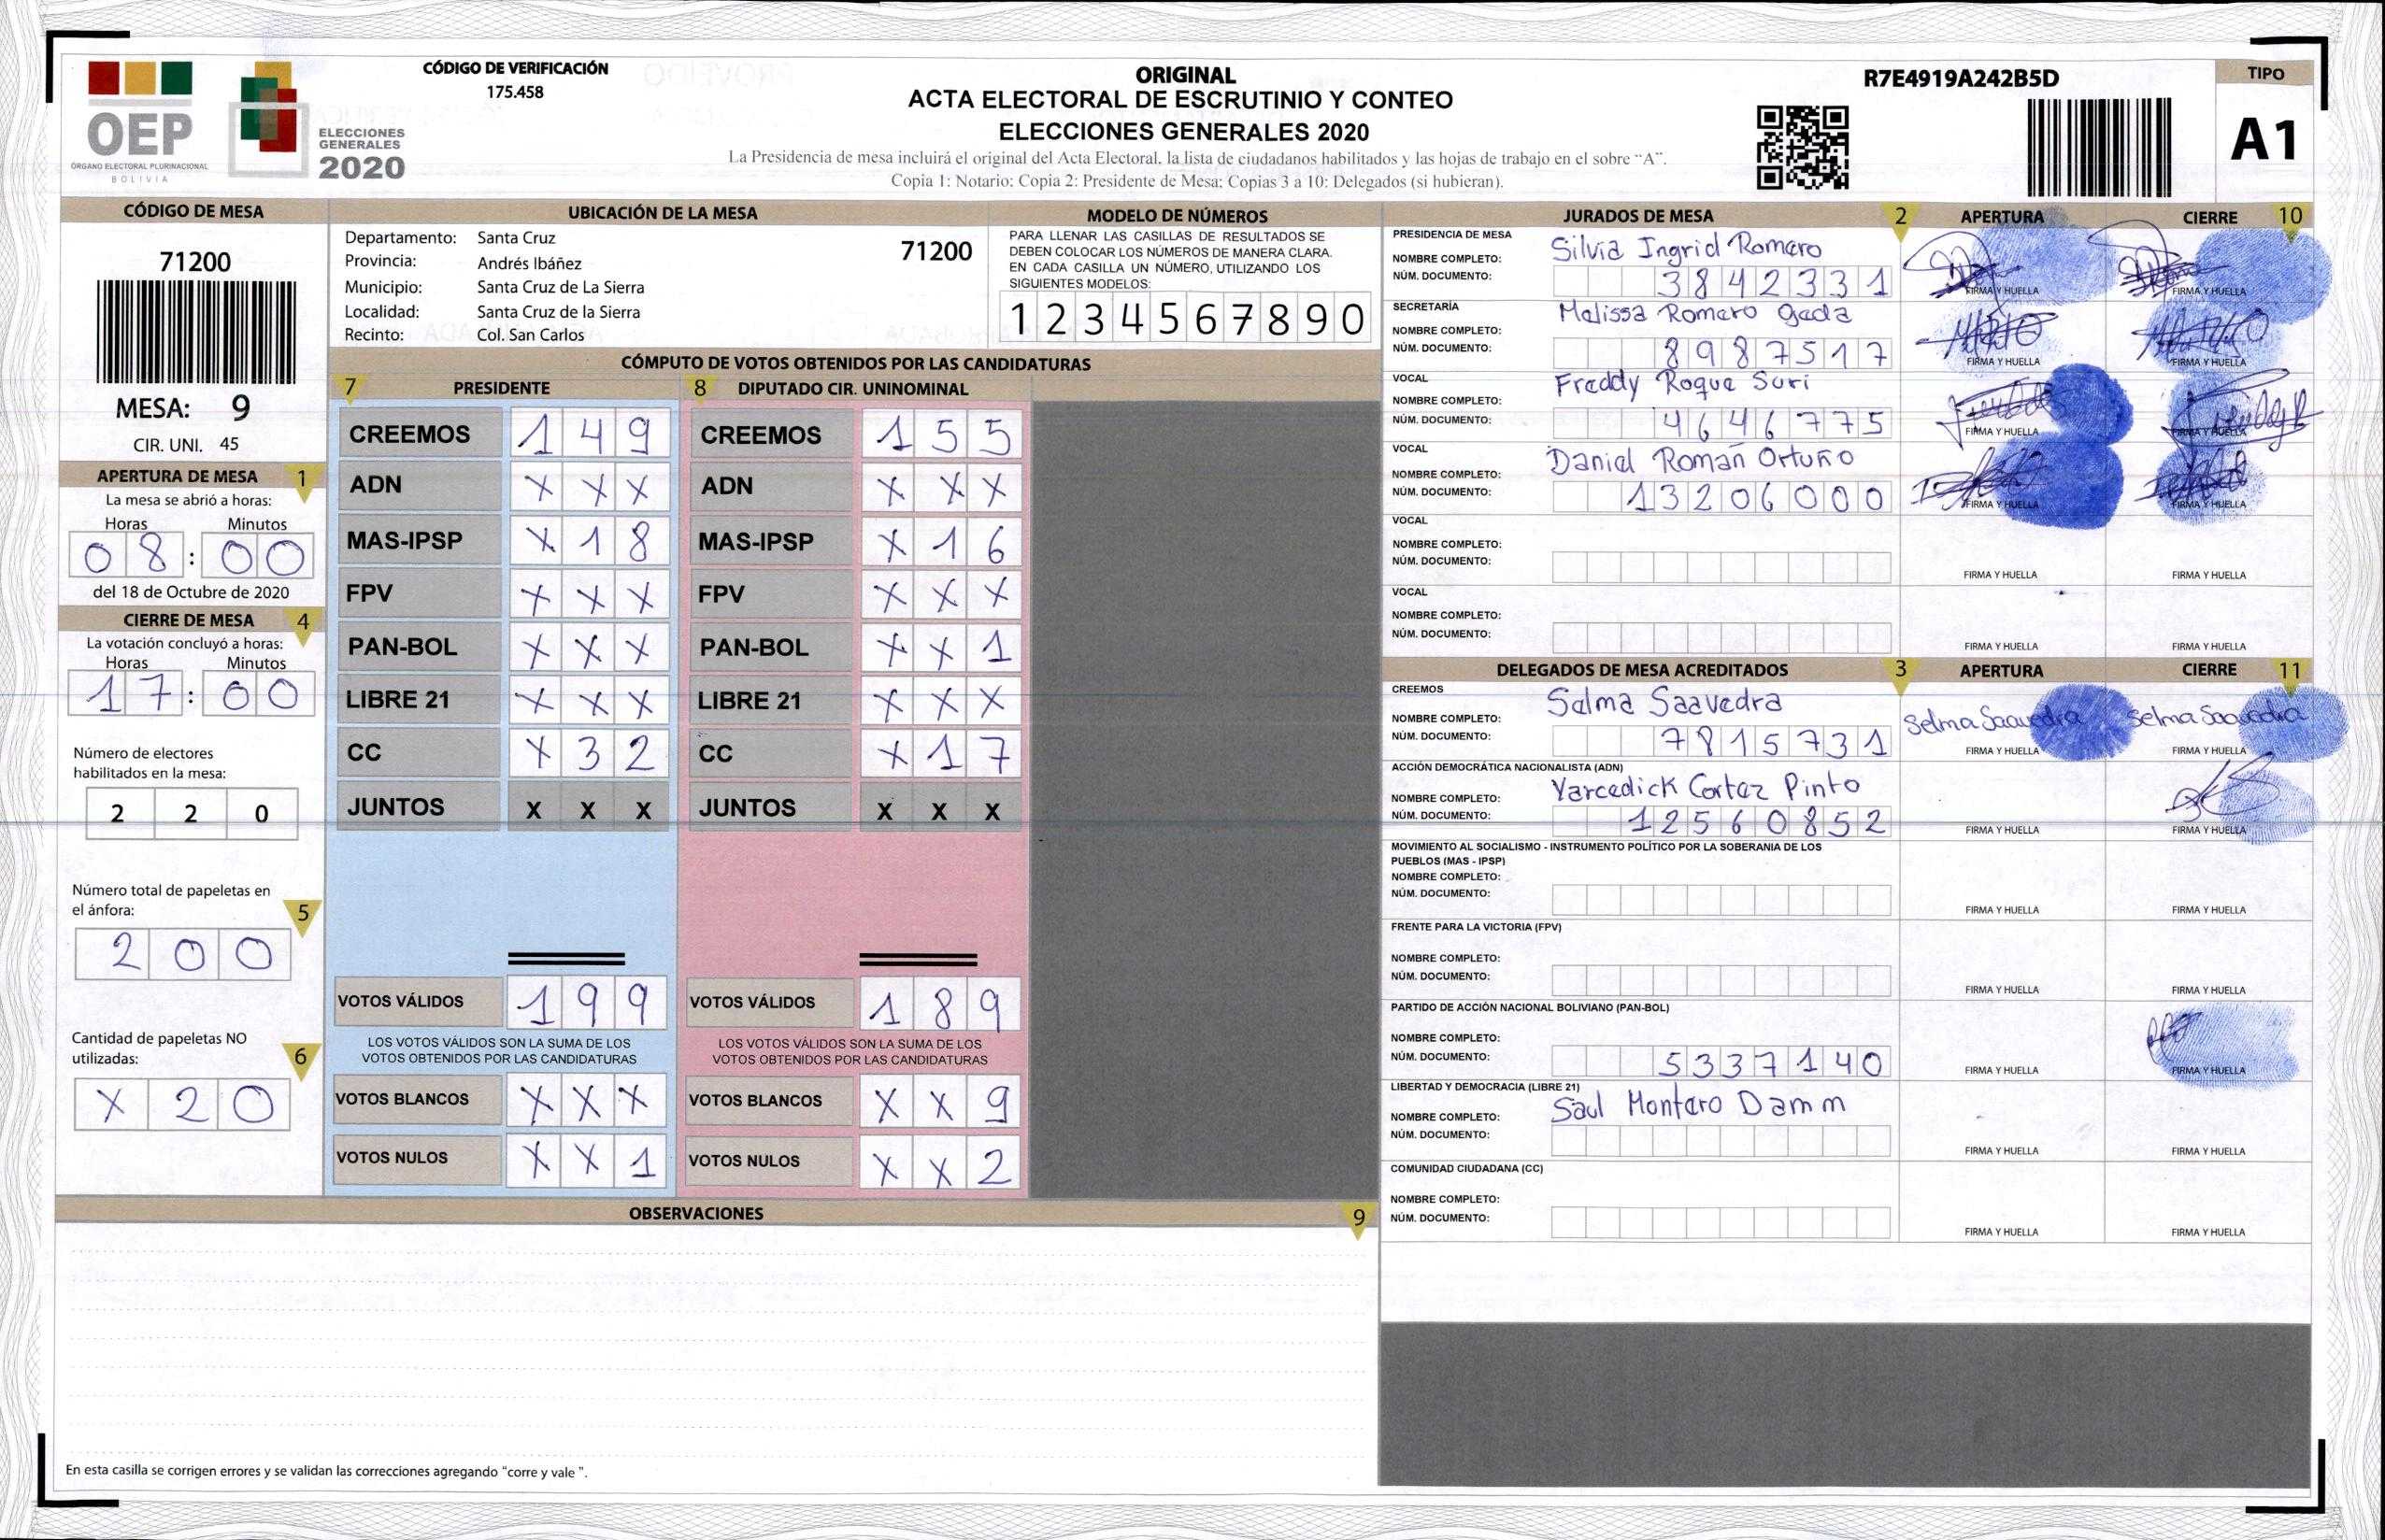 OEP
ÓRGANO ELECTORAL PLURINACIONAL
BOLIVIA
ELECCIONES
GENERALES
2020
CÓDIGO DE VERIFICACIÓN
175.458
ORIGINAL
ACTA ELECTORAL DE ESCRUTINIO Y CONTEO
ELECCIONES GENERALES 2020
La Presidencia de mesa incluirá el original del Acta Electoral, la lista de ciudadanos habilitados y las hojas de trabajo en el sobre “A”.
Copia 1: Notario: Copia 2: Presidente de Mesa: Copias 3 a 10: Delegados (si hubieran).
R7E4919A242B5D
TIPO
A1
CÓDIGO DE MESA
71200
MESA: 9
CIR. UNI. 45
APERTURA DE MESA 1
La mesa se abrió a horas:
Horas Minutos
08:00
del 18 de Octubre de 2020
CIERRE DE MESA 4
La votación concluyó a horas:
Horas Minutos
17:00
Número de electores
habilitados en la mesa:
2 2 0
Número total de papeletas en
el ánfora: 5
2 0 0
Cantidad de papeletas NO
utilizadas: 6
X 2 0
UBICACIÓN DE LA MESA
Departamento: Santa Cruz 71200
Provincia: Andrés Ibáñez
Municipio: Santa Cruz de La Sierra
Localidad: Santa Cruz de la Sierra
Recinto: Col. San Carlos
MODELO DE NÚMEROS
PARA LLENAR LAS CASILLAS DE RESULTADOS SE
DEBEN COLOCAR LOS NÚMEROS DE MANERA CLARA.
EN CADA CASILLA UN NÚMERO, UTILIZANDO LOS
SIGUIENTES MODELOS:
1 2 3 4 5 6 7 8 9 0
CÓMPUTO DE VOTOS OBTENIDOS POR LAS CANDIDATURAS
7 PRESIDENTE
CREEMOS 1 4 9
ADN X X X
MAS-IPSP X 1 8
FPV X X X
PAN-BOL X X X
LIBRE 21 X X X
CC X 3 2
JUNTOS X X X
VOTOS VÁLIDOS 1 9 9
LOS VOTOS VÁLIDOS SON LA SUMA DE LOS
VOTOS OBTENIDOS POR LAS CANDIDATURAS
VOTOS BLANCOS X X X
VOTOS NULOS X X 1
8 DIPUTADO CIR. UNINOMINAL
CREEMOS 1 5 5
ADN X X X
MAS-IPSP X 1 6
FPV X X X
PAN-BOL X X 1
LIBRE 21 X X X
CC X 1 7
JUNTOS X X X
VOTOS VÁLIDOS 1 8 9
LOS VOTOS VÁLIDOS SON LA SUMA DE LOS
VOTOS OBTENIDOS POR LAS CANDIDATURAS
VOTOS BLANCOS X X 9
VOTOS NULOS X X 2
OBSERVACIONES 9
En esta casilla se corrigen errores y se validan las correcciones agregando “corre y vale ”.
JURADOS DE MESA 2 APERTURA CIERRE 10
PRESIDENCIA DE MESA
NOMBRE COMPLETO: Silvia Ingrid Romero
NÚM. DOCUMENTO: 3842331
FIRMA Y HUELLA FIRMA Y HUELLA
SECRETARÍA
NOMBRE COMPLETO: Melissa Romero
NÚM. DOCUMENTO: 8987517
FIRMA Y HUELLA FIRMA Y HUELLA
VOCAL
NOMBRE COMPLETO: Freddy Roque Suri
NÚM. DOCUMENTO: 4646775
FIRMA Y HUELLA FIRMA Y HUELLA
VOCAL
NOMBRE COMPLETO: Daniel Román Ortuño
NÚM. DOCUMENTO: 13206000
FIRMA Y HUELLA FIRMA Y HUELLA
VOCAL
NOMBRE COMPLETO:
NÚM. DOCUMENTO:
FIRMA Y HUELLA FIRMA Y HUELLA
VOCAL
NOMBRE COMPLETO:
NÚM. DOCUMENTO:
FIRMA Y HUELLA FIRMA Y HUELLA
DELEGADOS DE MESA ACREDITADOS 3 APERTURA CIERRE 11
CREEMOS
NOMBRE COMPLETO: Selma Saavedra
NÚM. DOCUMENTO: 7815731
Selma Saavedra Selma Saavedra
FIRMA Y HUELLA FIRMA Y HUELLA
ACCIÓN DEMOCRÁTICA NACIONALISTA (ADN)
NOMBRE COMPLETO: Yarcedick Cortez Pinto
NÚM. DOCUMENTO: 12560852
FIRMA Y HUELLA FIRMA Y HUELLA
MOVIMIENTO AL SOCIALISMO - INSTRUMENTO POLÍTICO POR LA SOBERANIA DE LOS
PUEBLOS (MAS - IPSP)
NOMBRE COMPLETO:
NÚM. DOCUMENTO:
FIRMA Y HUELLA FIRMA Y HUELLA
FRENTE PARA LA VICTORIA (FPV)
NOMBRE COMPLETO:
NÚM. DOCUMENTO:
FIRMA Y HUELLA FIRMA Y HUELLA
PARTIDO DE ACCIÓN NACIONAL BOLIVIANO (PAN-BOL)
NOMBRE COMPLETO:
NÚM. DOCUMENTO: 5337140
FIRMA Y HUELLA FIRMA Y HUELLA
LIBERTAD Y DEMOCRACIA (LIBRE 21)
NOMBRE COMPLETO: Saul Montero Damm
NÚM. DOCUMENTO:
FIRMA Y HUELLA FIRMA Y HUELLA
COMUNIDAD CIUDADANA (CC)
NOMBRE COMPLETO:
NÚM. DOCUMENTO:
FIRMA Y HUELLA FIRMA Y HUELLA